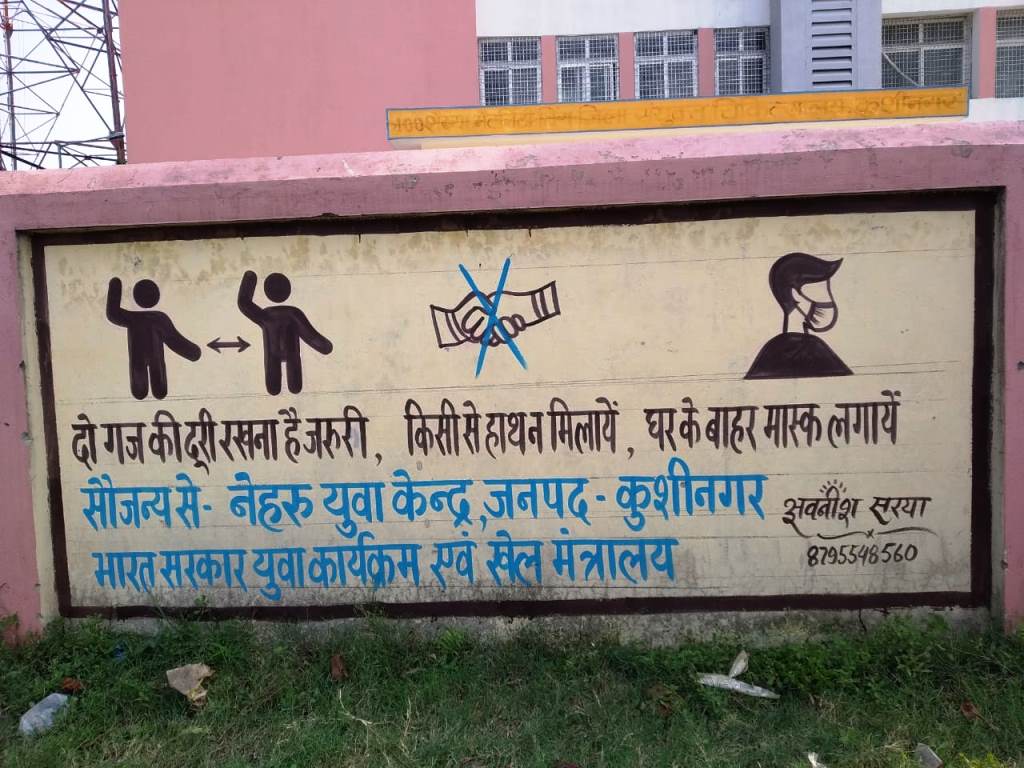 दो गज की दूरी रखना है जरुरी, किसी से हाथ न मिलायें, घर के बाहर मास्क लगायें
सौजन्य से- नेहरु युवा केन्द्र, जनपद - कुशीनगर
भारत सरकार युवा कार्यक्रम एवं खेल मंत्रालय
अवनीश सरया
8795548560
कुशीनगर